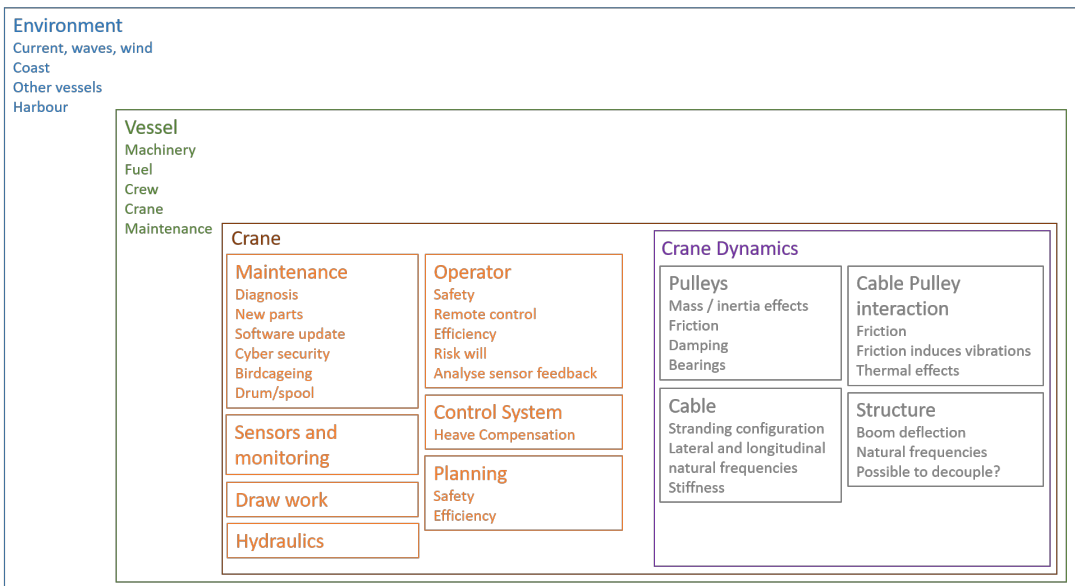 Environment
Current, waves, wind
Coast
Other vessels
Harbour
Vessel
Machinery
Fuel
Crew
Crane
Maintenance
Crane
Maintenance
Diagnosis
New parts
Software update
Cyber security
Birdcageing
Drum/spool
Sensors and
monitoring
Draw work
Hydraulics
Operator
Safety
Remote control
Efficiency
Risk will
Analyse sensor feedback
Control System
Heave Compensation
Planning
Safety
Efficiency
Crane Dynamics
Pulleys
Mass / inertia effects
Friction
Damping
Bearings
Cable
Stranding configuration
Lateral and longitudinal
natural frequencies
Stiffness
Cable Pulley
interaction
Friction
Friction induces vibrations
Thermal effects
Structure
Boom deflection
Natural frequencies
Possible to decouple?